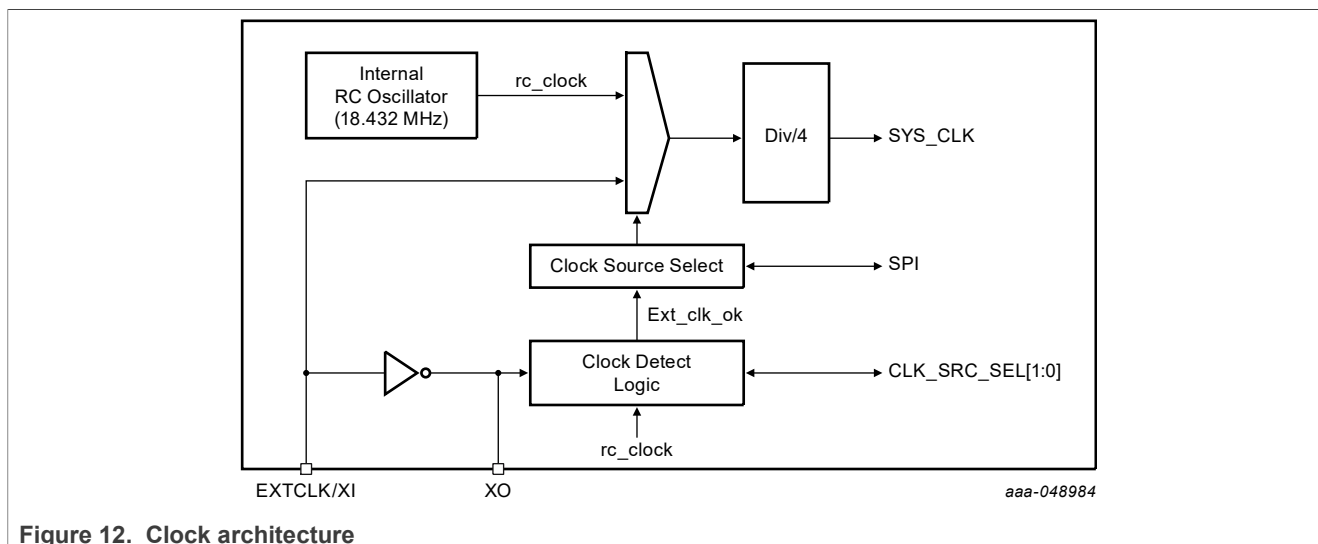 Internal
RC Oscillator
(18.432 MHz)
rc_clock
Div/4
SYS_CLK
Clock Source Select
SPI
Ext_clk_ok
Clock Detect
Logic
CLK_SRC_SEL[1:0]
rc_clock
EXTCLK/XI
XO
aaa-048984
Figure 12. Clock architecture